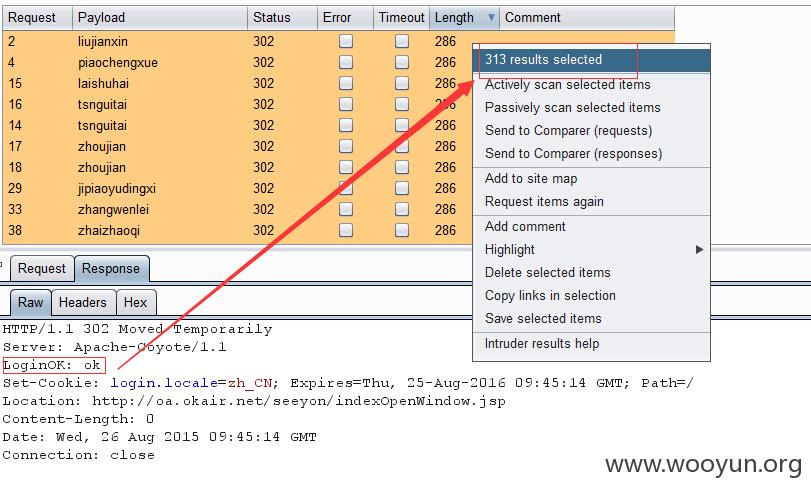 Request Payload Status Error Timeout Length Comment
2 liujianxin 302 286
4 piaochengxue 302 286
15 laishuhai 302 286
16 tsnguitai 302 286
14 tsnguitai 302 286
17 zhoujian 302 286
18 zhoujian 302 286
29 jipiaoyudingxi 302 286
33 zhangwenlei 302 286
38 zhaizhaoqi 302 286
313 results selected
Actively scan selected items
Passively scan selected items
Send to Comparer (requests)
Send to Comparer (responses)
Add to site map
Request items again
Add comment
Highlight
Delete selected items
Copy links in selection
Save selected items
Intruder results help
Request Response
Raw Headers Hex
HTTP/1.1 302 Moved Temporarily
Server: Apache-Coyote/1.1
LoginOK: ok
Set-Cookie: login.locale=zh_CN; Expires=Thu, 25-Aug-2016 09:45:14 GMT; Path=/
Location: http://oa.okair.net/seeyon/indexOpenWindow.jsp
Content-Length: 0
Date: Wed, 26 Aug 2015 09:45:14 GMT
Connection: close
www.wooyun.org